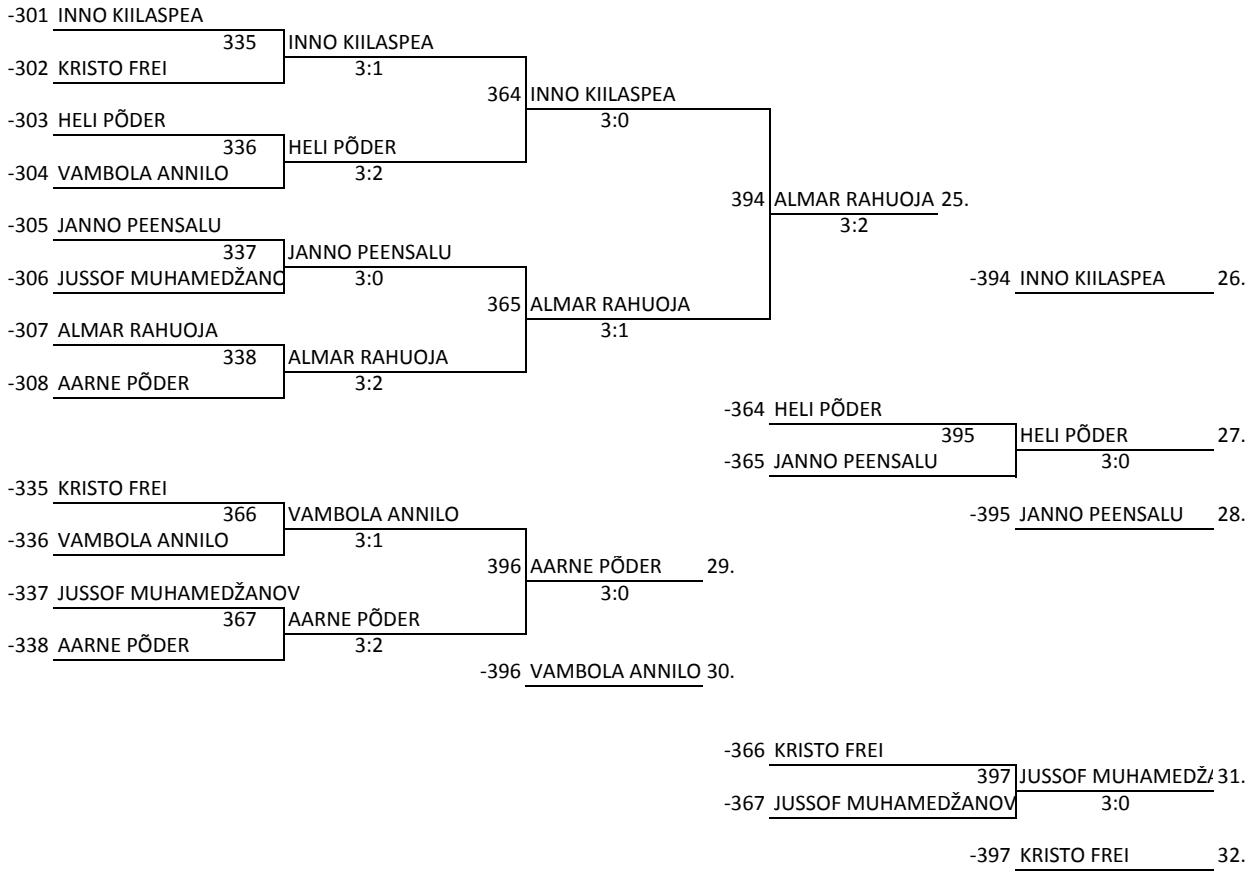 -301 INNO KIILASPEA
335 INNO KIILASPEA
-302 KRISTO FREI 3:1
364 INNO KIILASPEA
-303 HELI PÕDER 3:0
336 HELI PÕDER
-304 VAMBOLA ANNILO 3:2
394 ALMAR RAHUOJA 25.
-305 JANNO PEENSALU 3:2
337 JANNO PEENSALU
-306 JUSSOF MUHAMEDŽANO 3:0 -394 INNO KIILASPEA 26.
365 ALMAR RAHUOJA
-307 ALMAR RAHUOJA 3:1
338 ALMAR RAHUOJA
-308 AARNE PÕDER 3:2
-364 HELI PÕDER
395 HELI PÕDER 27.
-365 JANNO PEENSALU 3:0
-335 KRISTO FREI
366 VAMBOLA ANNILO -395 JANNO PEENSALU 28.
-336 VAMBOLA ANNILO 3:1
396 AARNE PÕDER 29.
-337 JUSSOF MUHAMEDŽANOV 3:0
367 AARNE PÕDER
-338 AARNE PÕDER 3:2
-396 VAMBOLA ANNILO 30.
-366 KRISTO FREI
397 JUSSOF MUHAMEDŽA 31.
-367 JUSSOF MUHAMEDŽANOV 3:0
-397 KRISTO FREI 32.